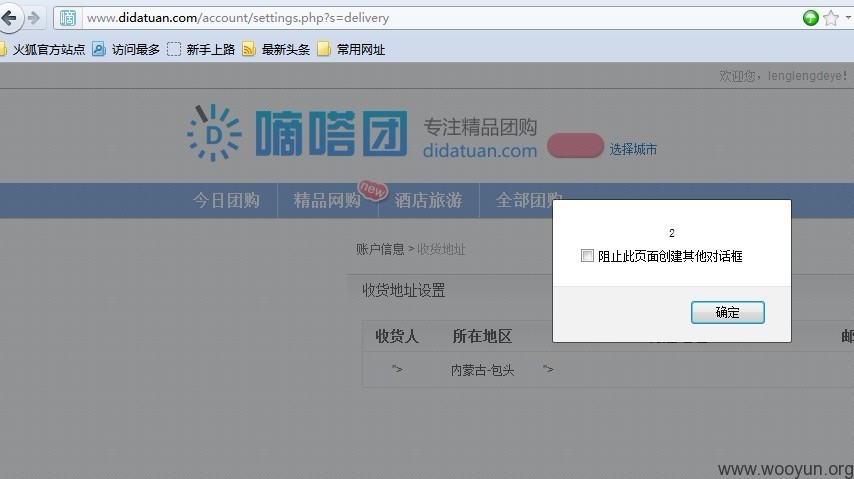 www.didatuan.com/account/settings.php?s=delivery
火狐官方站点 访问最多 新手上路 最新头条 常用网址
欢迎您，lenglengdeye!
嘀嗒团 专注精品团购
didatuan.com 选择城市
今日团购 精品网购 new 酒店旅游 全部团购
2
阻止此页面创建其他对话框
确定
账户信息 > 收货地址
收货地址设置
收货人 所在地区 邮
"> 内蒙古-包头 ">
www.wooyun.org